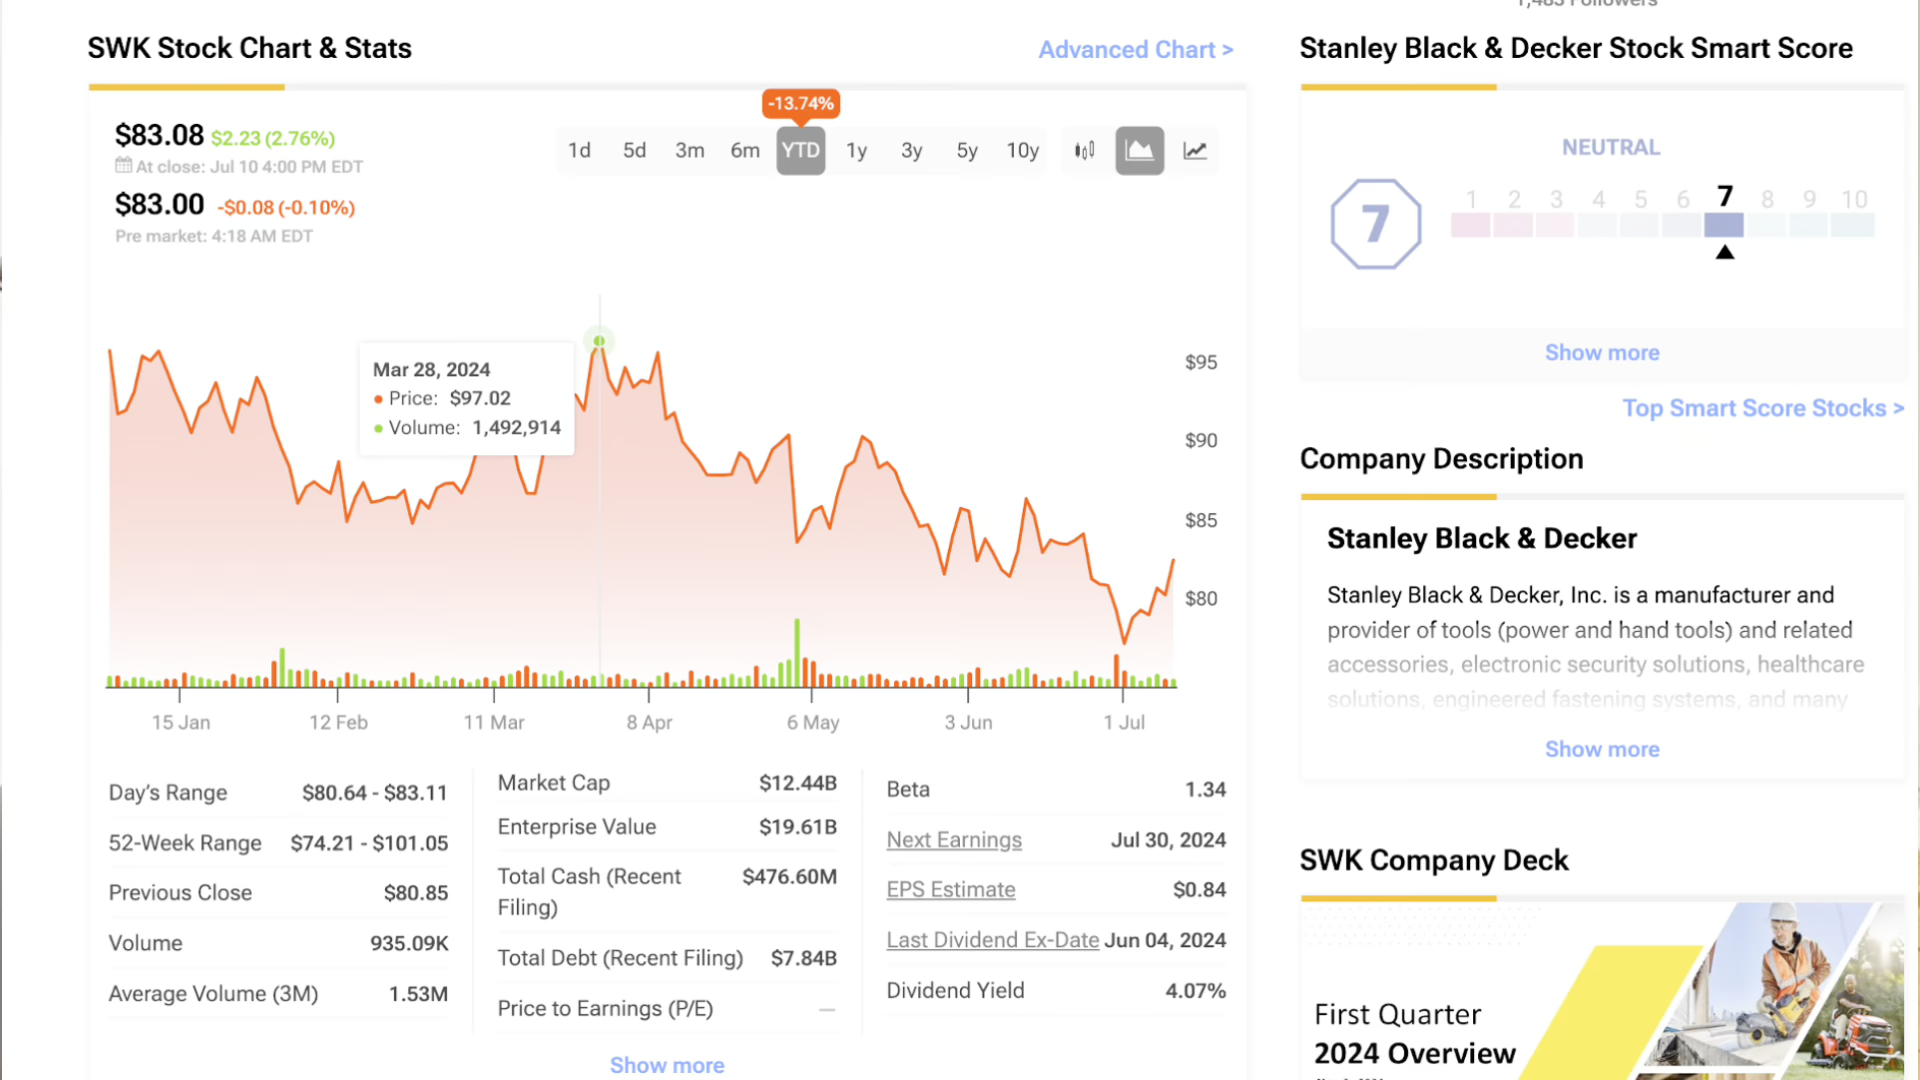 1,483 Followers
SWK Stock Chart & Stats
Advanced Chart >
-13.74%
$83.08 $2.23 (2.76%)
At close: Jul 10 4:00 PM EDT
$83.00 -$0.08 (-0.10%)
Pre market: 4:18 AM EDT
1d 5d 3m 6m YTD 1y 3y 5y 10y
Mar 28, 2024
Price: $97.02
Volume: 1,492,914
$95
$90
$85
$80
15 Jan 12 Feb 11 Mar 8 Apr 6 May 3 Jun 1 Jul
Day's Range $80.64 - $83.11
52-Week Range $74.21 - $101.05
Previous Close $80.85
Volume 935.09K
Average Volume (3M) 1.53M
Market Cap $12.44B
Enterprise Value $19.61B
Total Cash (Recent $476.60M
Filing)
Total Debt (Recent Filing) $7.84B
Price to Earnings (P/E) —
Beta 1.34
Next Earnings Jul 30, 2024
EPS Estimate $0.84
Last Dividend Ex-Date Jun 04, 2024
Dividend Yield 4.07%
Show more
Stanley Black & Decker Stock Smart Score
NEUTRAL
7
1 2 3 4 5 6 7 8 9 10
Show more
Top Smart Score Stocks >
Company Description
Stanley Black & Decker
Stanley Black & Decker, Inc. is a manufacturer and
provider of tools (power and hand tools) and related
accessories, electronic security solutions, healthcare
solutions, engineered fastening systems, and many
Show more
SWK Company Deck
First Quarter
2024 Overview